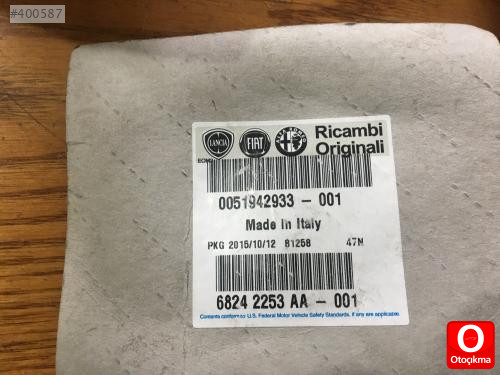 #400587
LANCIA FIAT Ricambi
Originali
0051942933 - 001
Made in Italy
PKG 2015/10/12 81258 47N
6824 2253 AA - 001
Contents conform to U.S. Federal Motor Vehicle Safety Standards, if any are applicable.
O
Otoçıkma